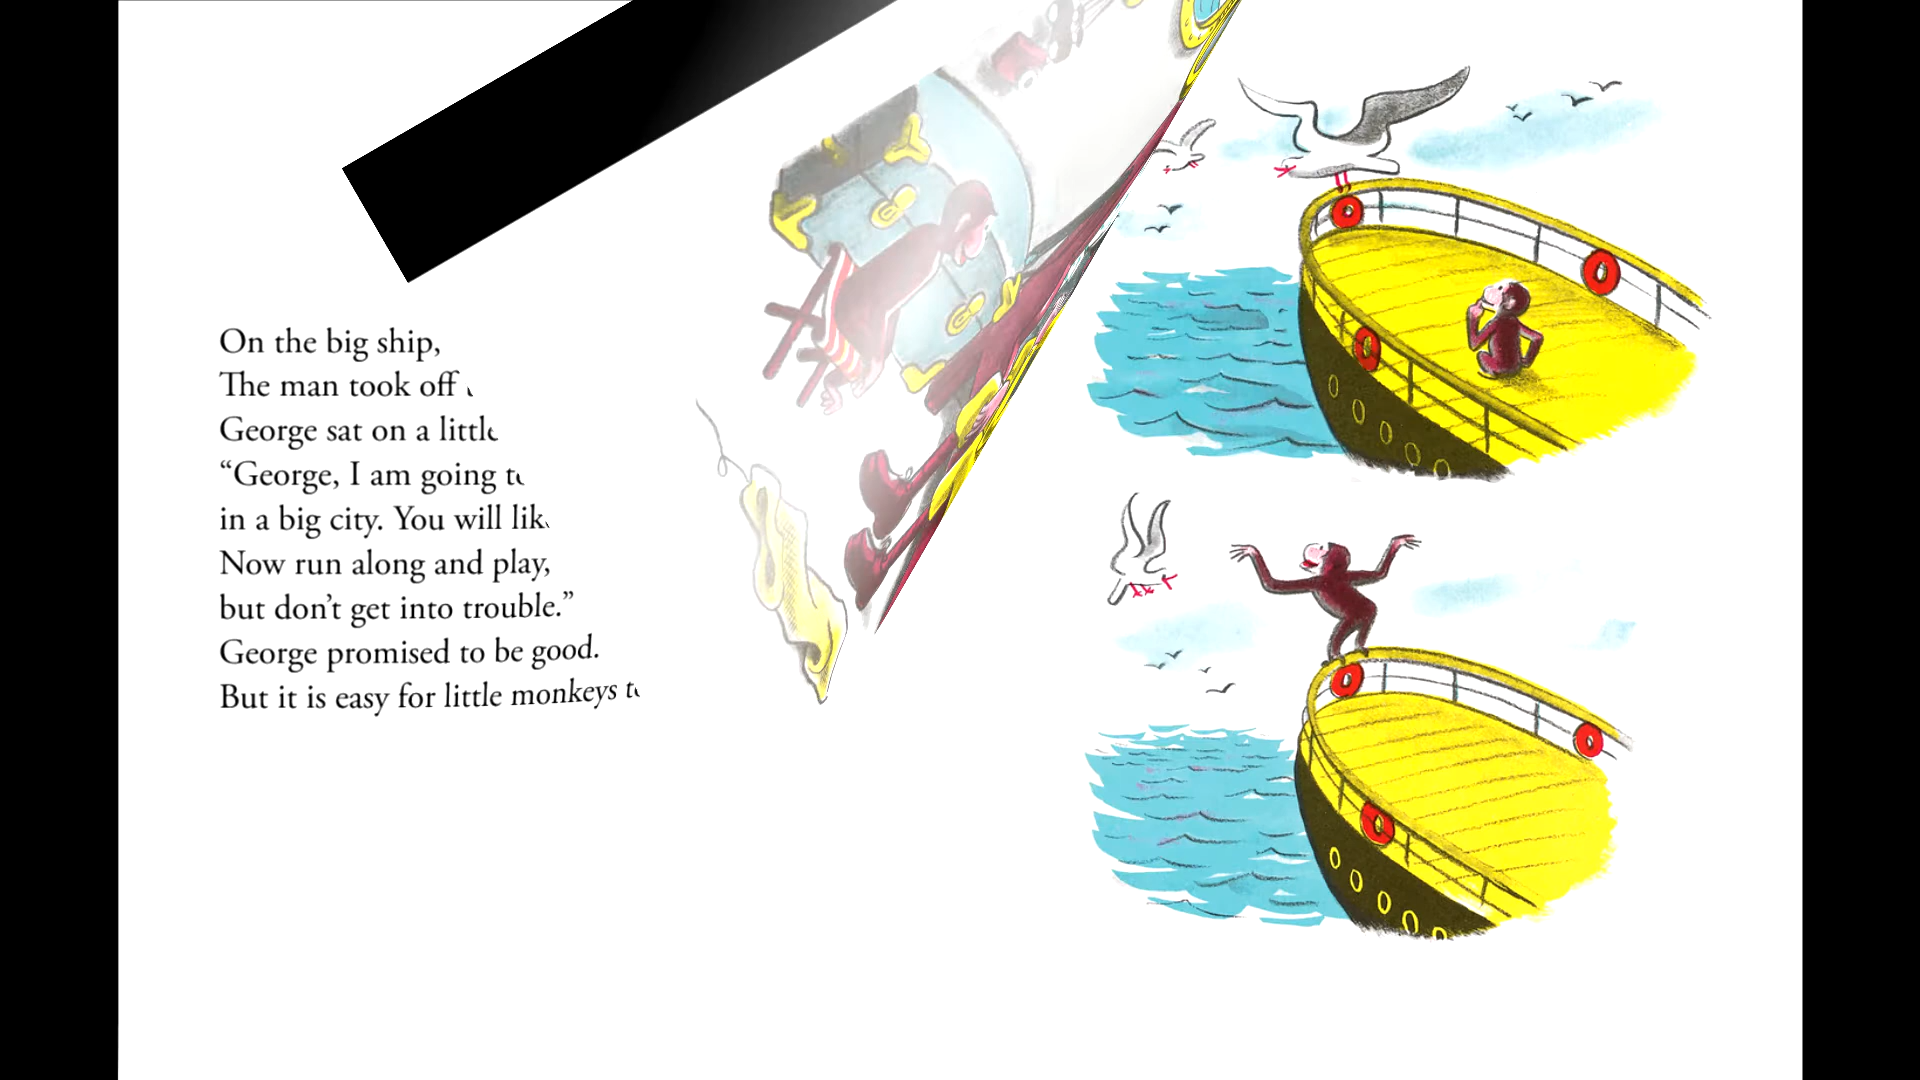 On the big ship,
The man took off
George sat on a little
“George, I am going
in a big city. You will
Now run along and play,
but don’t get into trouble.”
George promised to be good.
But it is easy for little monkeys